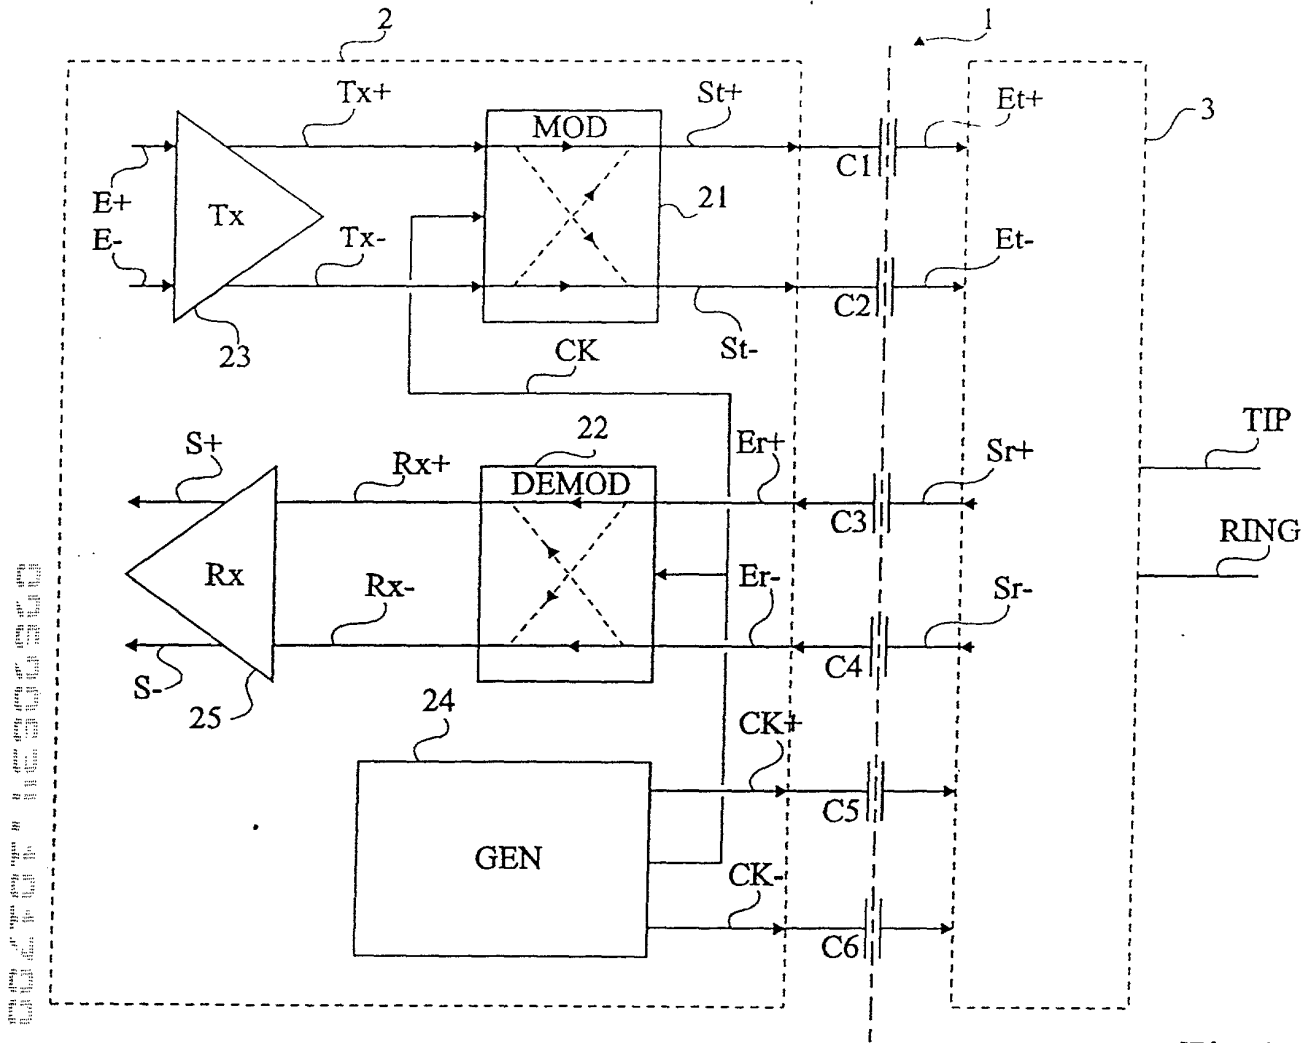 2
1
Tx+
St+
Et+
3
MOD
C1
E+
E-
Tx
21
Tx-
Et-
C2
23
CK
St-
22
TIP
S+
Rx+
Er+
Sr+
DEMOD
C3
RING
Rx
Rx-
Er-
Sr-
C4
S-
25
24
CK+
C5
GEN
CK-
C6